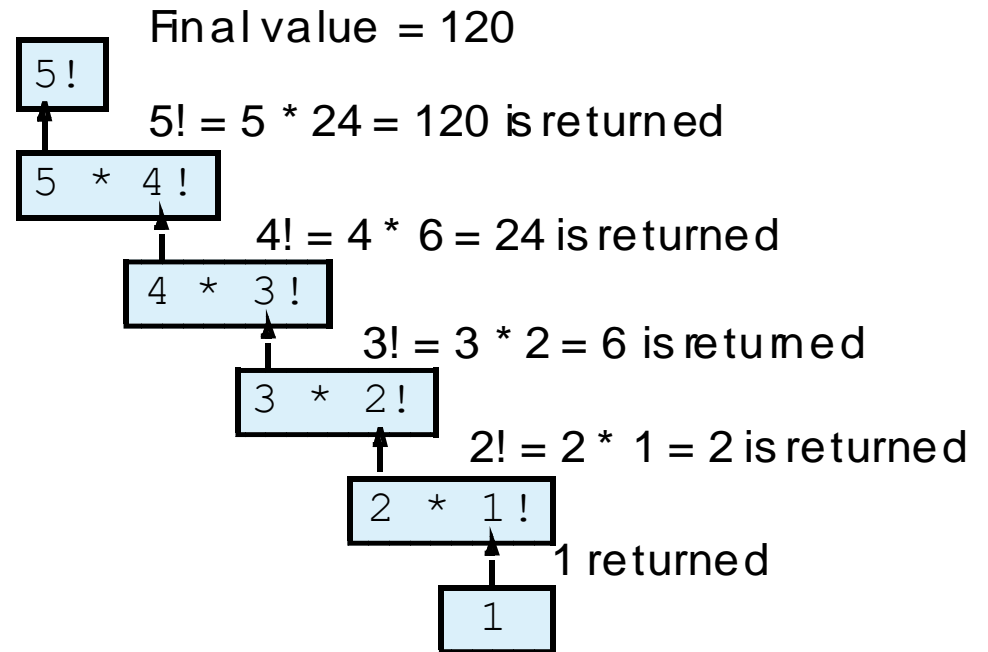 Final value = 120
5!
5! = 5 * 24 = 120 is returned
5 * 4!
4! = 4 * 6 = 24 is returned
4 * 3!
3! = 3 * 2 = 6 is returned
3 * 2!
2! = 2 * 1 = 2 is returned
2 * 1!
1 returned
1